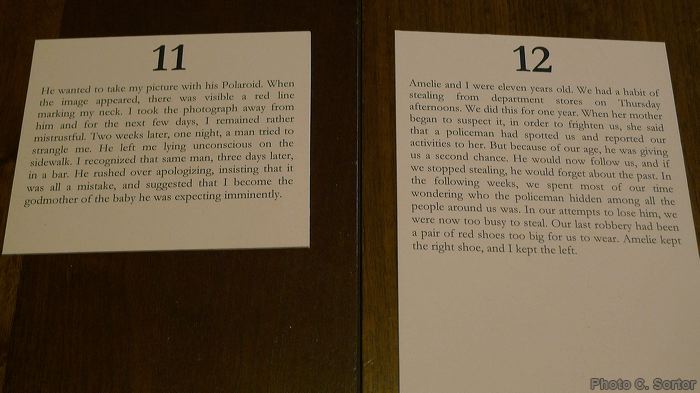 11
He wanted to take my picture with his Polaroid. When
the image appeared, there was visible a red line
marking my neck. I took the photograph away from
him and for the next few days, I remained rather
mistrustful. Two weeks later, one night, a man tried to
strangle me. He left me lying unconscious on the
sidewalk. I recognized that same man, three days later,
in a bar. He rushed over apologizing, insisting that it
was all a mistake, and suggested that I become the
godmother of the baby he was expecting imminently.
12
Amelie and I were eleven years old. We had a habit of
stealing from department stores on Thursday
afternoons. We did this for one year. When her mother
began to suspect it, in order to frighten us, she said
that a policeman had spotted us and reported our
activities to her. But because of our age, he was giving
us a second chance. He would now follow us, and if
we stopped stealing, he would forget about the past. In
the following weeks, we spent most of our time
wondering who the policeman hidden among all the
people around us was. In our attempts to lose him, we
were now too busy to steal. Our last robbery had been
a pair of red shoes too big for us to wear. Amelie kept
the right shoe, and I kept the left.
Photo C. Sortor